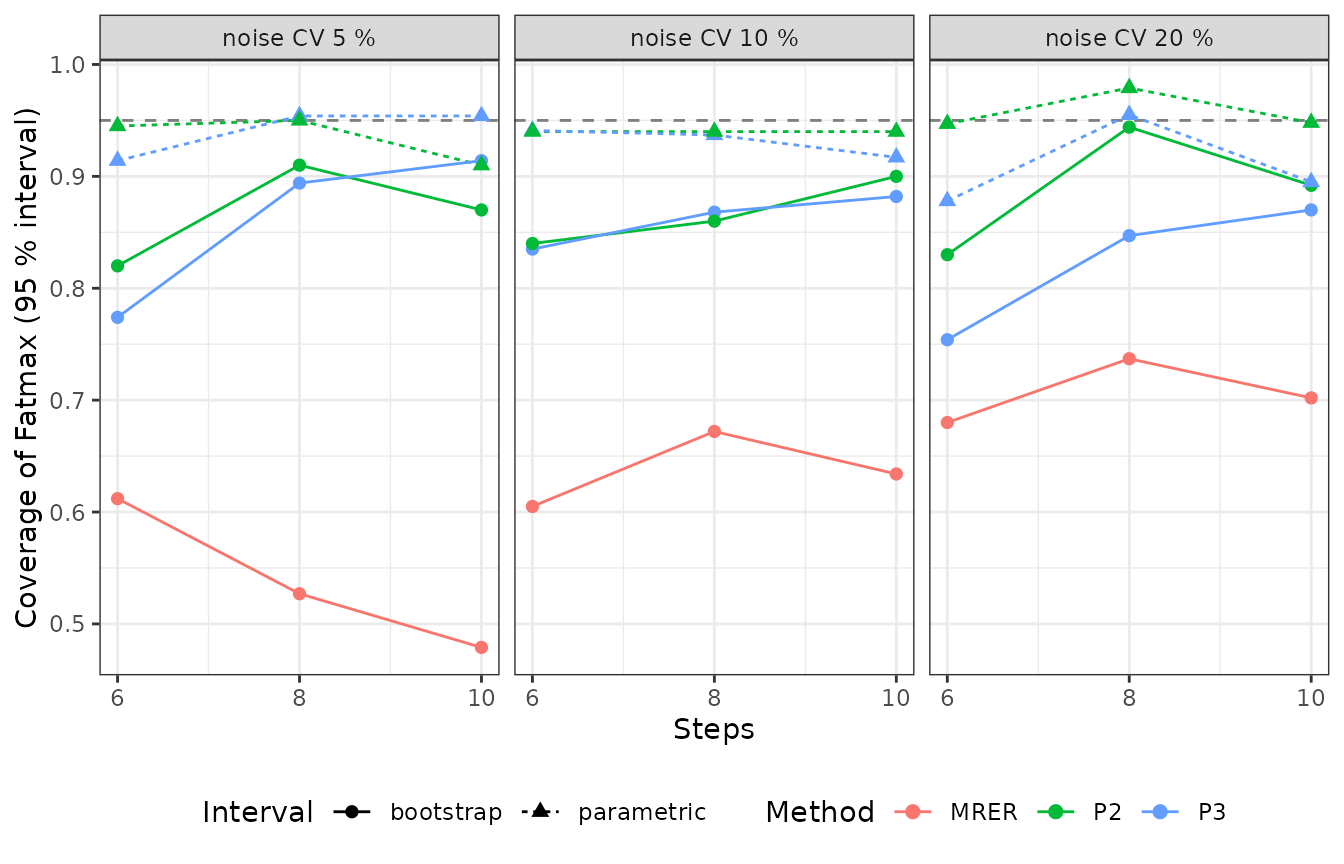 noise CV 5 %
noise CV 10 %
noise CV 20 %
Coverage of Fatmax (95 % interval)
1.0
0.9
0.8
0.7
0.6
0.5
6 8 10
6 8 10
6 8 10
Steps
Interval bootstrap parametric Method MRER P2 P3